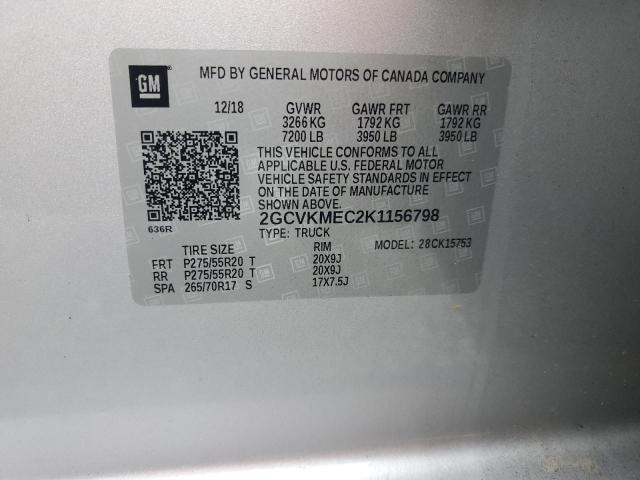 GM
MFD BY GENERAL MOTORS OF CANADA COMPANY
12/18 GVWR GAWR FRT GAWR RR
3266 KG 1792 KG 1792 KG
7200 LB 3950 LB 3950 LB
THIS VEHICLE CONFORMS TO ALL
APPLICABLE U.S. FEDERAL MOTOR
VEHICLE SAFETY STANDARDS IN EFFECT
ON THE DATE OF MANUFACTURE
SHOWN ABOVE.
636R 2GCVKMEC2K1156798
TYPE: TRUCK MODEL: 28CK15753
TIRE SIZE RIM
FRT P275/55R20 T 20X9J
RR P275/55R20 T 20X9J
SPA 265/70R17 S 17X7.5J